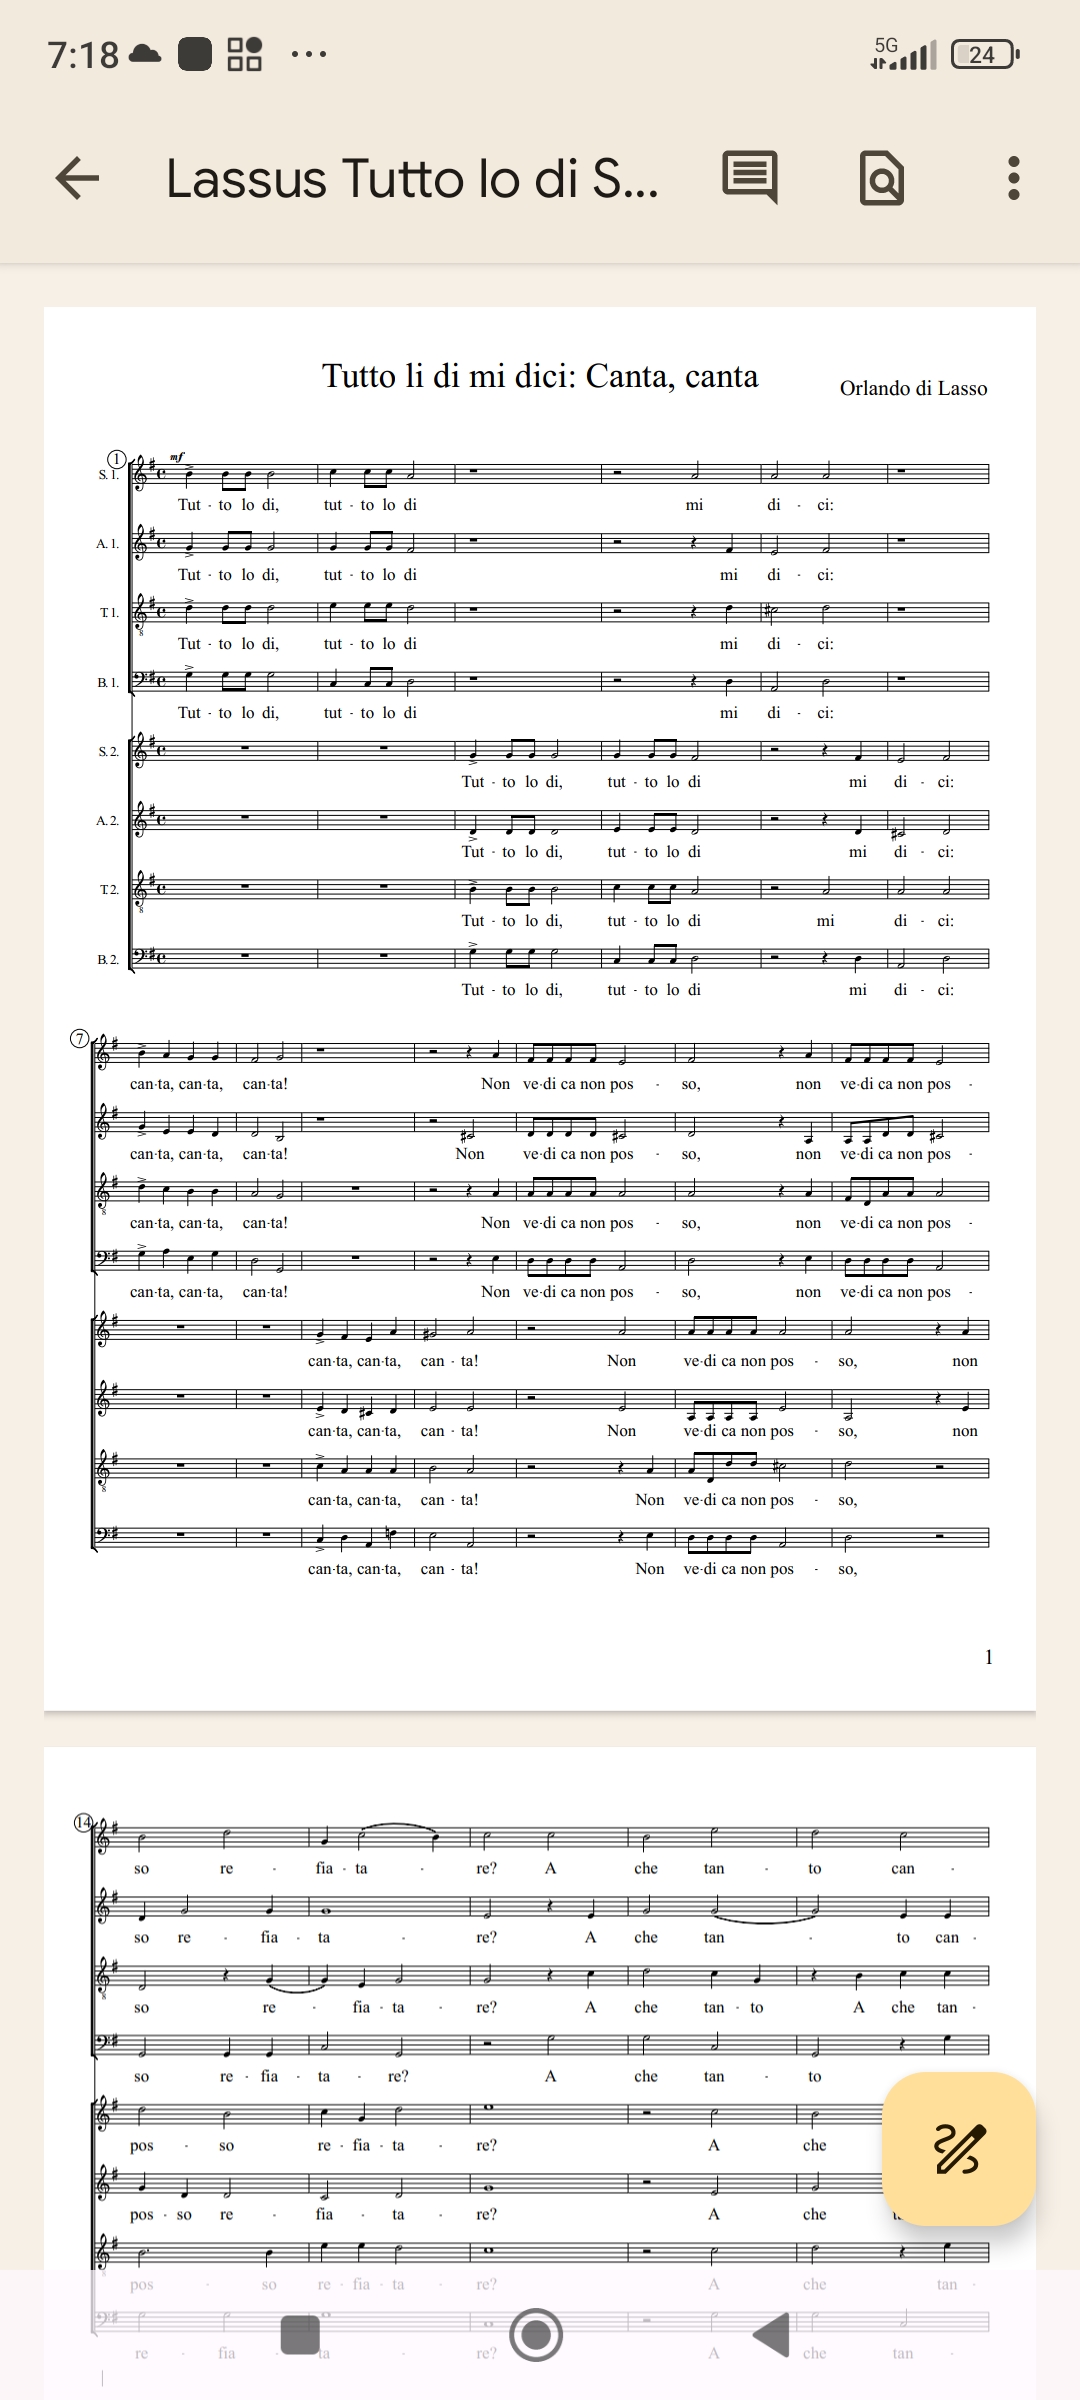 7:18
5G
24
Lassus Tutto lo di S...
Tutto li di mi dici: Canta, canta
Orlando di Lasso
1
mf
S. 1.
Tut - to lo di, tut - to lo di mi di - ci:
A. 1.
Tut - to lo di, tut - to lo di mi di - ci:
T. 1.
Tut - to lo di, tut - to lo di mi di - ci:
B. 1.
Tut - to lo di, tut - to lo di mi di - ci:
S. 2.
Tut - to lo di, tut - to lo di mi di - ci:
A. 2.
Tut - to lo di, tut - to lo di mi di - ci:
T. 2.
Tut - to lo di, tut - to lo di mi di - ci:
B. 2.
Tut - to lo di, tut - to lo di mi di - ci:
7
can-ta, can-ta, can-ta! Non ve-di ca non pos - so, non ve-di ca non pos -
can-ta, can-ta, can-ta! Non ve-di ca non pos - so, non ve-di ca non pos -
can-ta, can-ta, can-ta! Non ve-di ca non pos - so, non ve-di ca non pos -
can-ta, can-ta, can-ta! Non ve-di ca non pos - so, non ve-di ca non pos -
can-ta, can-ta, can - ta! Non ve-di ca non pos - so, non
can-ta, can-ta, can - ta! Non ve-di ca non pos - so, non
can-ta, can-ta, can - ta! Non ve-di ca non pos - so,
can-ta, can-ta, can - ta! Non ve-di ca non pos - so,
1
14
so re - fia - ta - re? A che tan - to can -
so re - fia - ta - re? A che tan - to can -
so re - fia - ta - re? A che tan - to A che tan -
so re - fia - ta - re? A che tan - to
pos - so re - fia - ta - re? A che
pos - so re - fia - ta - re? A che
pos - so re - fia - ta - re? A che tan -
re - fia - ta - re? A che tan -